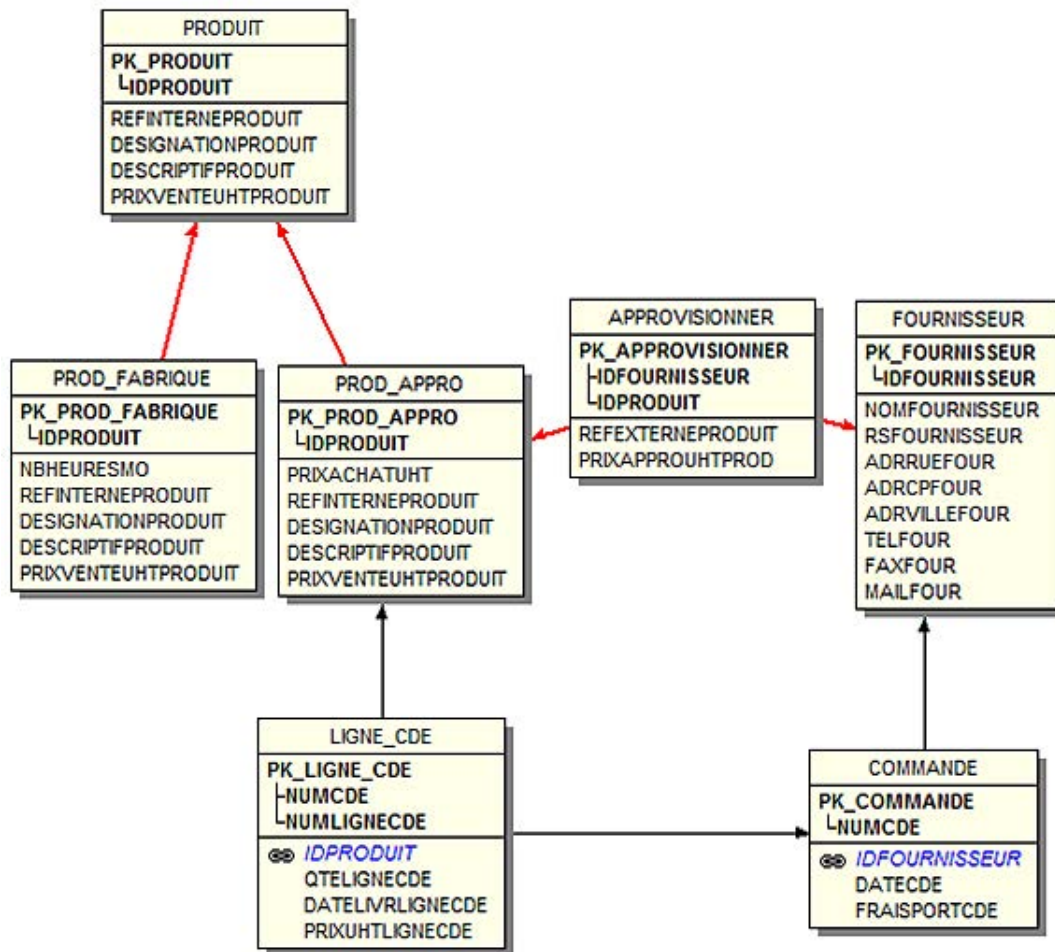 PRODUIT
PK_PRODUIT
IDPRODUIT
REFINTERNEPRODUIT
DESIGNATIONPRODUIT
DESCRIPTIFPRODUIT
PRIXVENTEUHTPRODUIT
PROD_FABRIQUE
PK_PROD_FABRIQUE
IDPRODUIT
NBHEURESMO
REFINTERNEPRODUIT
DESIGNATIONPRODUIT
DESCRIPTIFPRODUIT
PRIXVENTEUHTPRODUIT
PROD_APPRO
PK_PROD_APPRO
IDPRODUIT
PRIXACHATUHT
REFINTERNEPRODUIT
DESIGNATIONPRODUIT
DESCRIPTIFPRODUIT
PRIXVENTEUHTPRODUIT
APPROVISIONNER
PK_APPROVISIONNER
IDFOURNISSEUR
IDPRODUIT
REFEXTERNEPRODUIT
PRIXAPPROUHTPROD
FOURNISSEUR
PK_FOURNISSEUR
IDFOURNISSEUR
NOMFOURNISSEUR
RSFOURNISSEUR
ADRRUEFOUR
ADRCPFOUR
ADRVILLEFOUR
TELFOUR
FAXFOUR
MAILFOUR
LIGNE_CDE
PK_LIGNE_CDE
NUMCDE
NUMLIGNECDE
IDPRODUIT
QTELIGNECDE
DATELIVRLIGNECDE
PRIXUHTLIGNECDE
COMMANDE
PK_COMMANDE
NUMCDE
IDFOURNISSEUR
DATECDE
FRAISPORTCDE